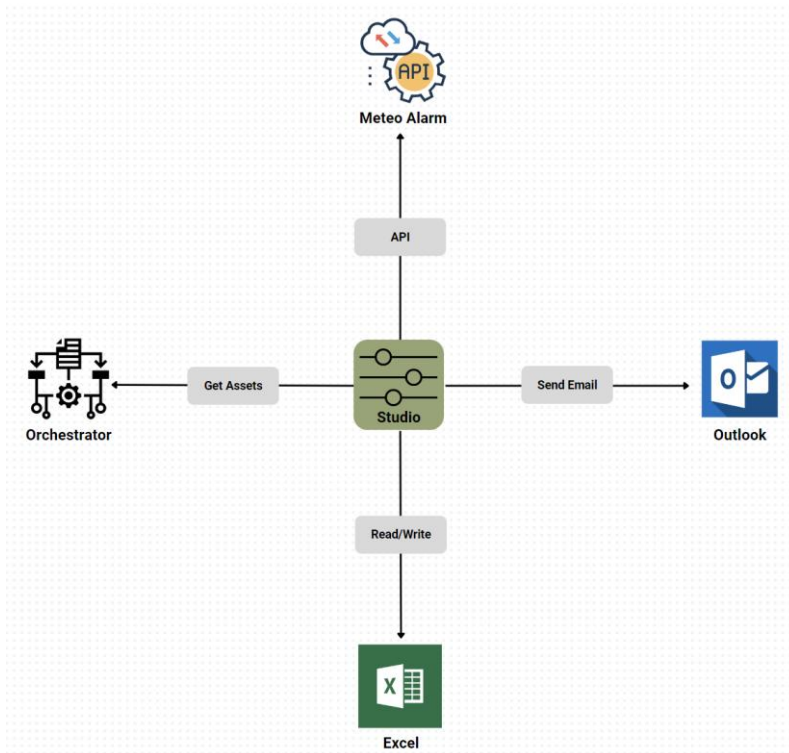 API
Meteo Alarm
API
Get Assets
Studio
Send Email
O
Orchestrator
Outlook
Read/Write
X
Excel